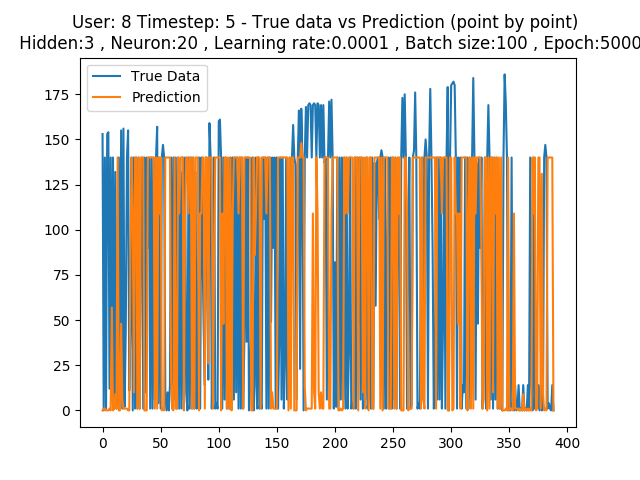 User: 8 Timestep: 5 - True data vs Prediction (point by point)
Hidden:3 , Neuron:20 , Learning rate:0.0001 , Batch size:100 , Epoch:5000
True Data
Prediction
175
150
125
100
75
50
25
0
0 50 100 150 200 250 300 350 400